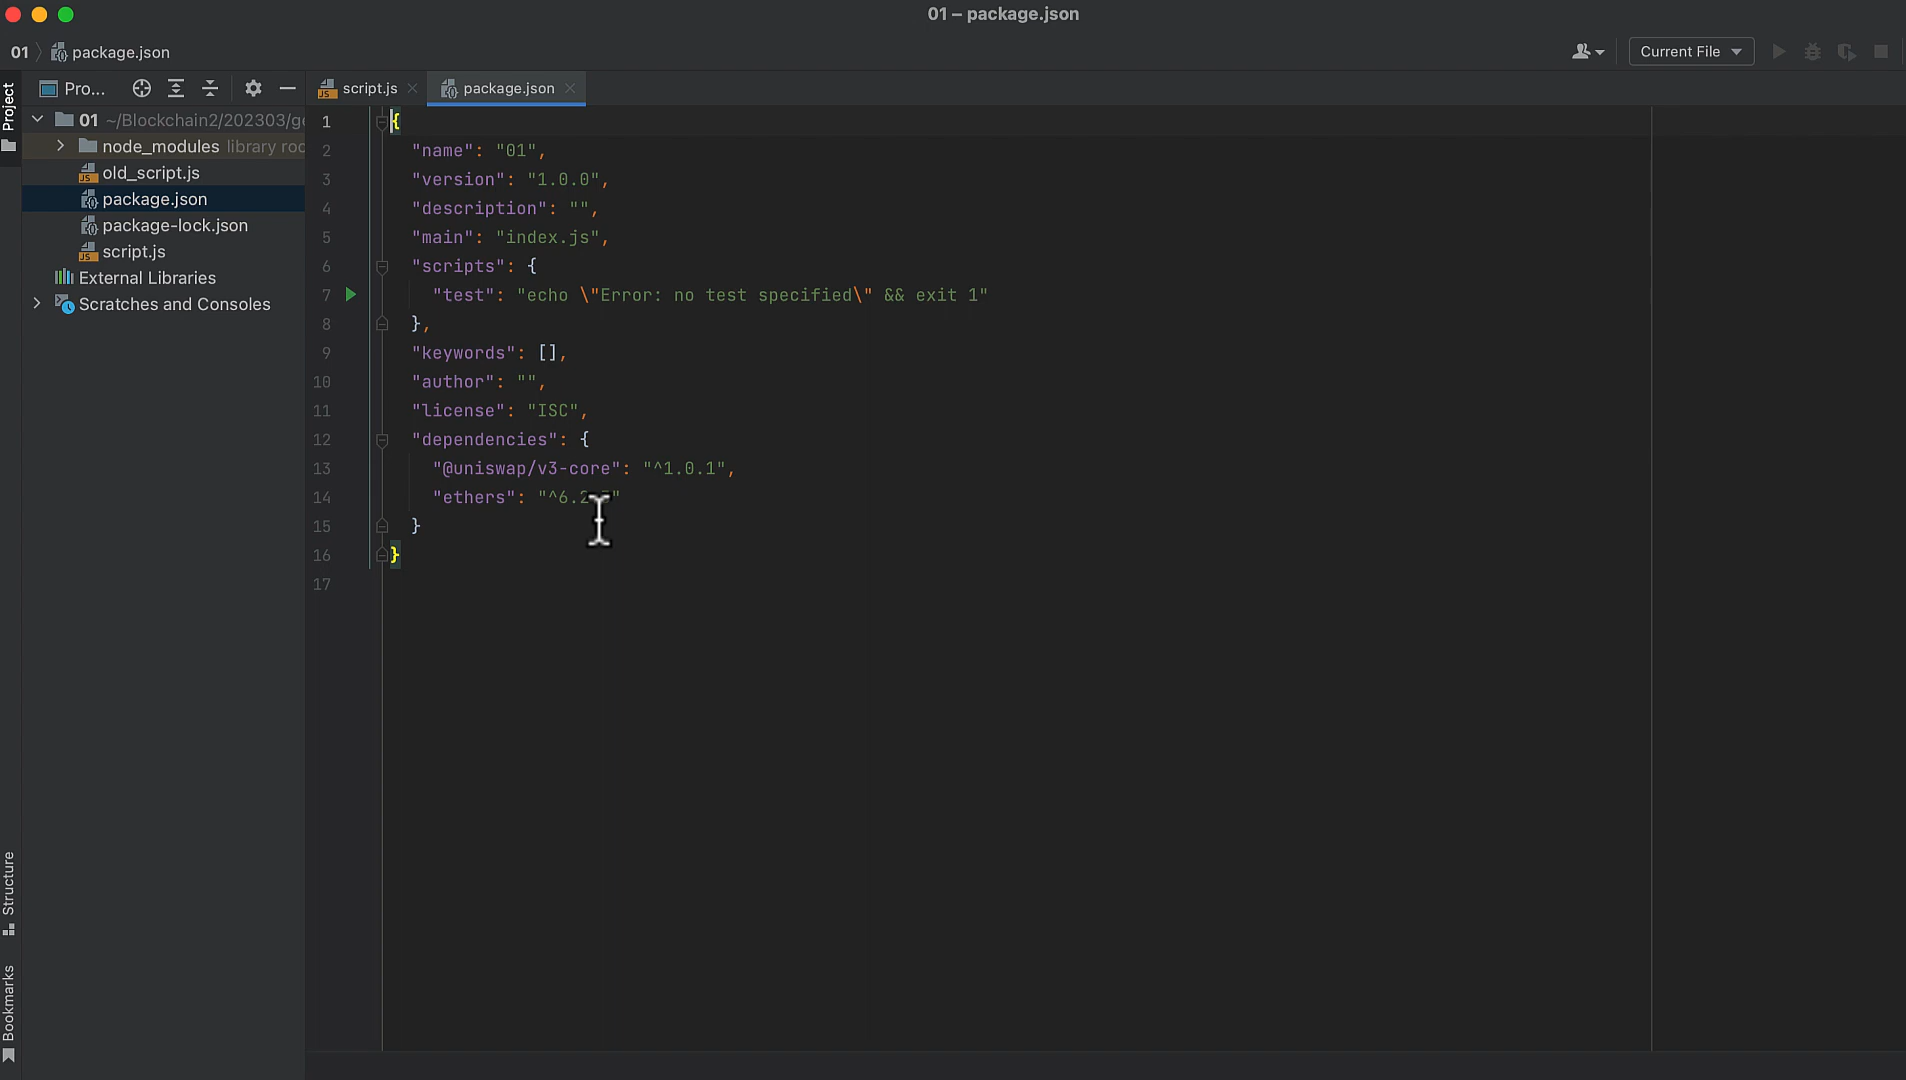 01 – package.json
01 package.json
Current File
Project
Pro...
script.js
package.json
01 ~/Blockchain2/202303/
node_modules library roo
old_script.js
package.json
package-lock.json
script.js
External Libraries
Scratches and Consoles
1 {
2 "name": "01",
3 "version": "1.0.0",
4 "description": "",
5 "main": "index.js",
6 "scripts": {
7 "test": "echo \"Error: no test specified\" && exit 1"
8 },
9 "keywords": [],
10 "author": "",
11 "license": "ISC",
12 "dependencies": {
13 "@uniswap/v3-core": "^1.0.1",
14 "ethers":
15 }
16 }
17
Structure
Bookmarks